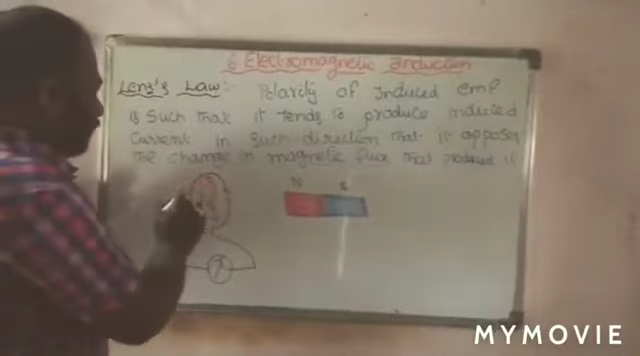 6 Electromagnetic Induction
Lenz's Law:- Polarity of Induced emf
is Such that it tends to produce induced
Current in Such direction that it opposes
the change in magnetic flux that produced it
N S
MYMOVIE